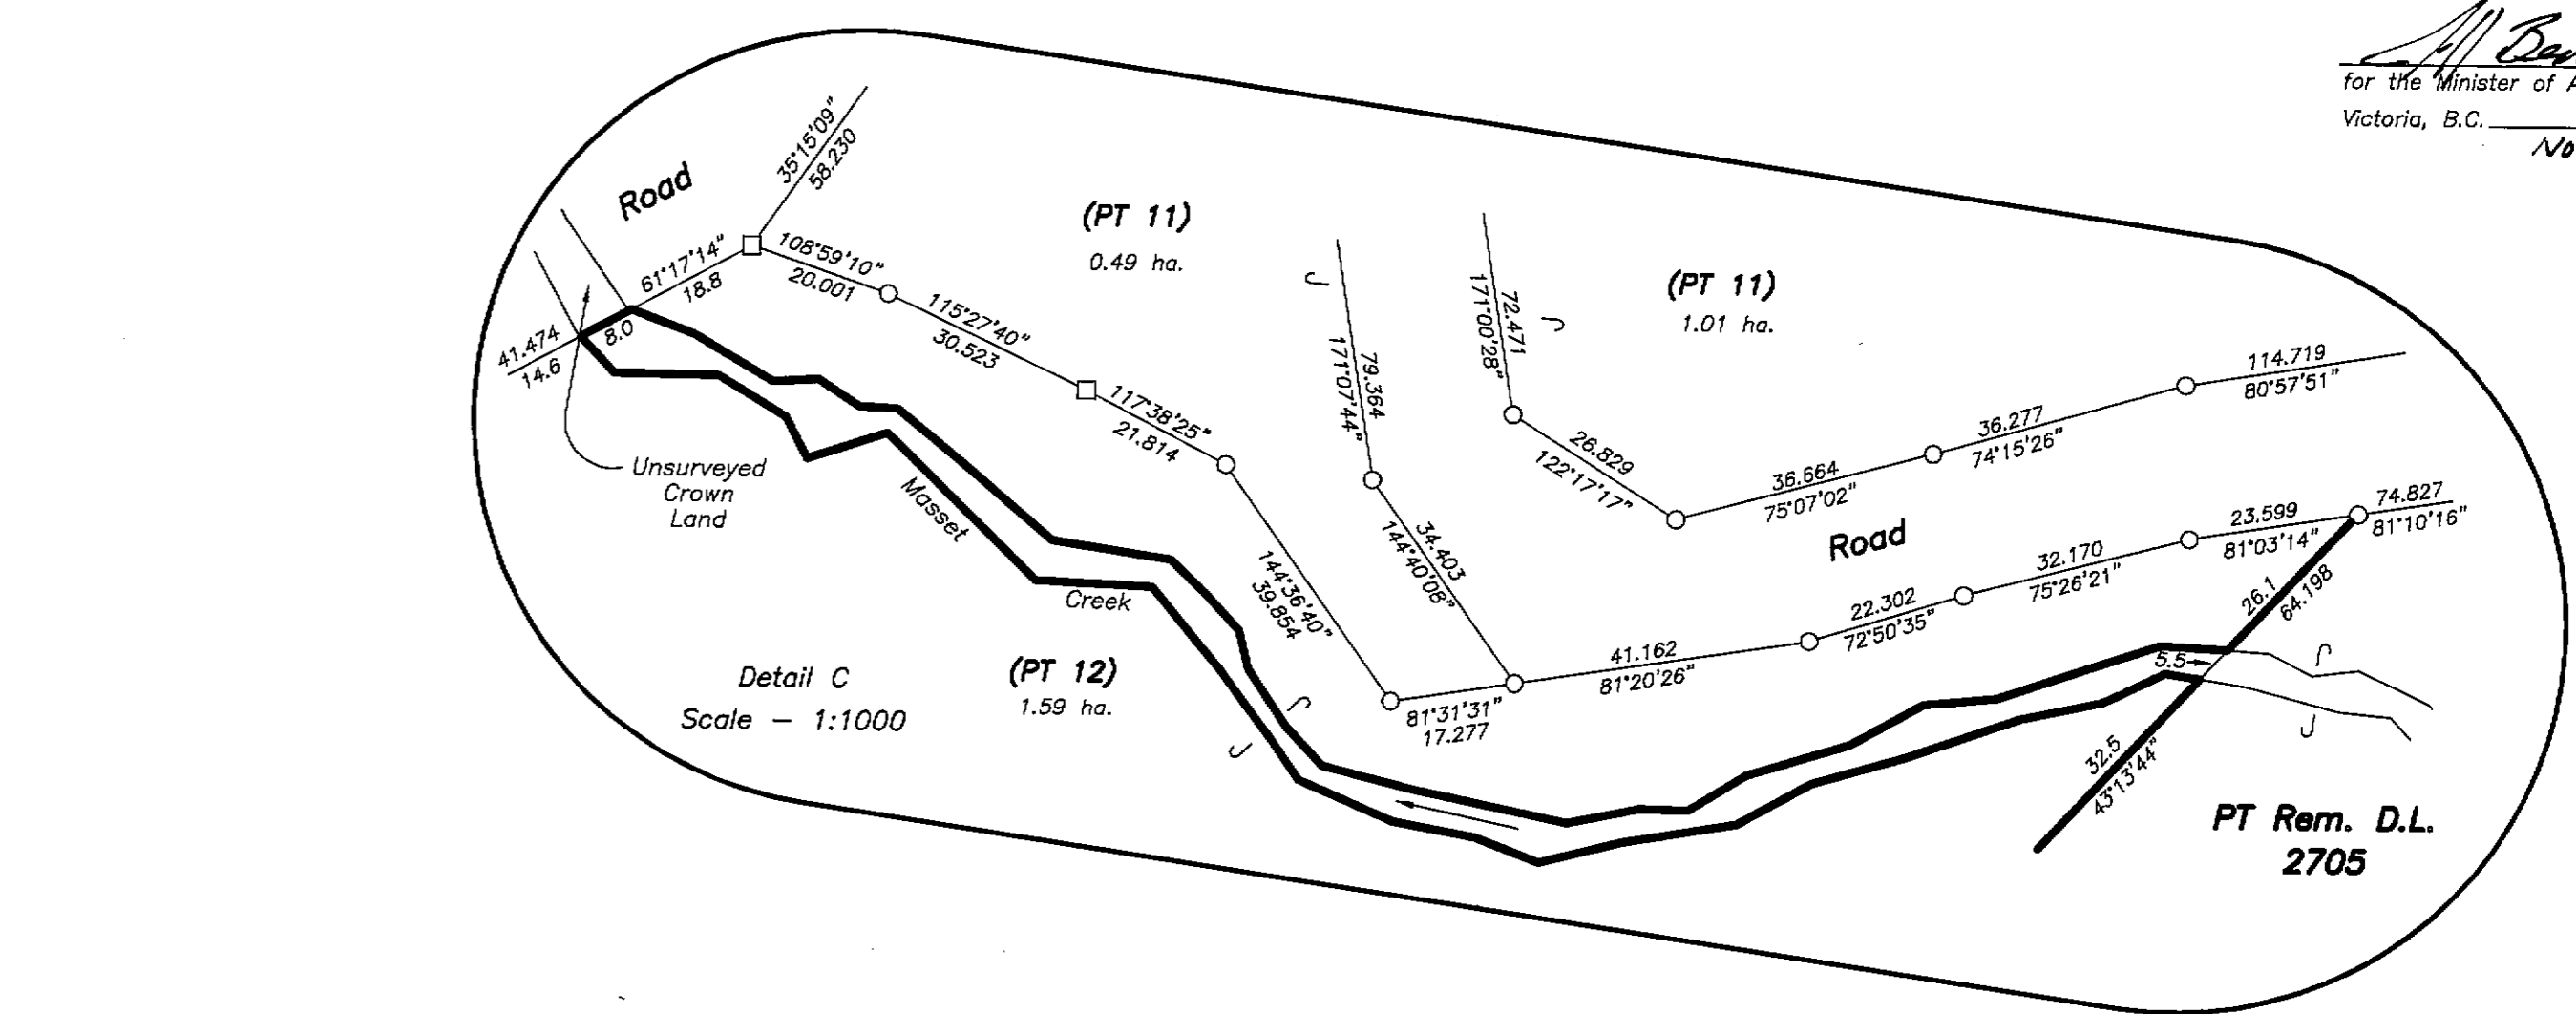 for the Minister of A
Victoria, B.C.
No
Road
35°15'09"
58.230
61°17'14"
18.8
108°59'10"
20.001
(PT 11)
0.49 ha.
115°27'40"
30.523
41.474
14.6
8.0
Unsurveyed
Crown
Land
117°38'25"
21.814
79.364
171°07'44"
72.471
171°00'28"
(PT 11)
1.01 ha.
26.829
122°17'17"
36.664
75°07'02"
36.277
74°15'26"
114.719
80°57'51"
Masset
Creek
144°36'40"
39.854
34.403
144°40'08"
Road
81°31'31"
17.277
41.162
81°20'26"
22.302
72°50'35"
32.170
75°26'21"
23.599
81°03'14"
74.827
81°10'16"
26.1
64.198
5.5
32.5
43°13'44"
Detail C
Scale – 1:1000
(PT 12)
1.59 ha.
PT Rem. D.L.
2705